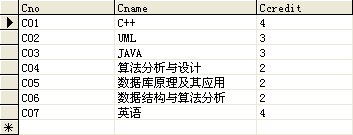 Cno Cname Ccredit
C01 C++ 4
C02 UML 3
C03 JAVA 3
C04 算法分析与设计 2
C05 数据库原理及其应用 2
C06 数据结构与算法分析 2
C07 英语 4